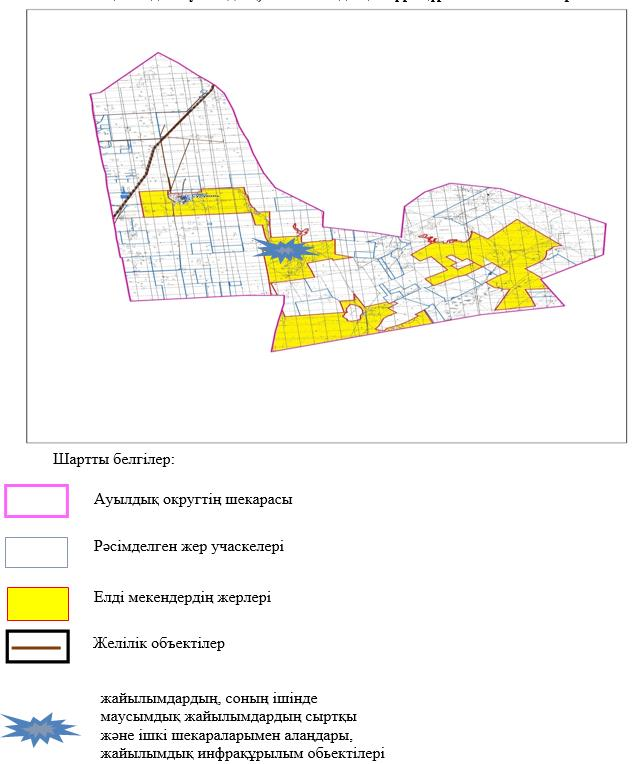 Шартты белгілер:
Ауылдық округтің шекарасы
Рәсімделген жер учаскелері
Елді мекендердің жерлері
Желілік объектілер
жайылымдардың, соның ішінде
маусымдық жайылымдардың сыртқы
және ішкі шекараларымен алаңдары,
жайылымдық инфрақұрылым объектілері